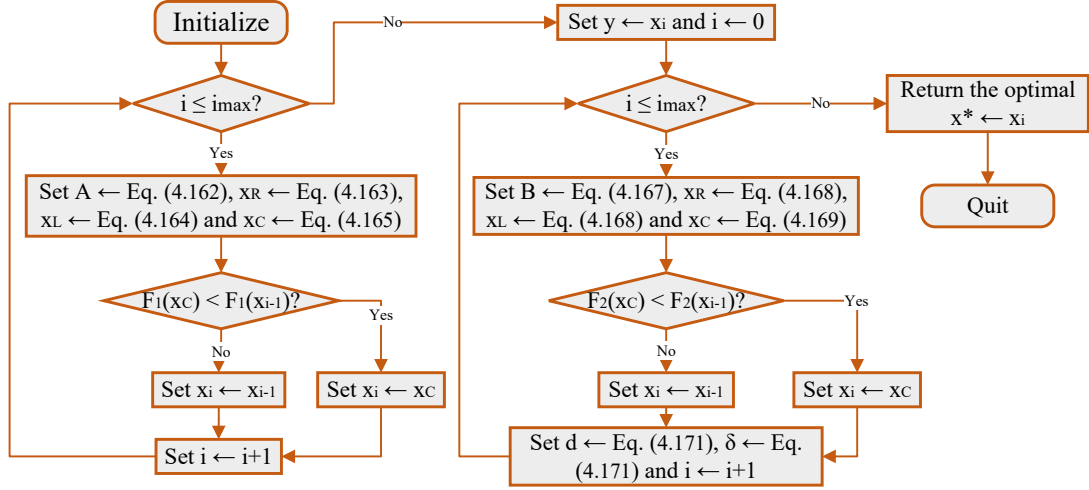 Initialize
i ≤ imax?
No
Yes
Set A ← Eq. (4.162), xR ← Eq. (4.163),
xL ← Eq. (4.164) and xC ← Eq. (4.165)
F1(xC) < F1(xi-1)?
Yes
No
Set xi ← xi-1
Set xi ← xC
Set i ← i+1
Set y ← xi and i ← 0
i ≤ imax?
No
Yes
Set B ← Eq. (4.167), xR ← Eq. (4.168),
xL ← Eq. (4.168) and xC ← Eq. (4.169)
F2(xC) < F2(xi-1)?
Yes
No
Set xi ← xi-1
Set xi ← xC
Set d ← Eq. (4.171), δ ← Eq.
(4.171) and i ← i+1
Return the optimal
x* ← xi
Quit